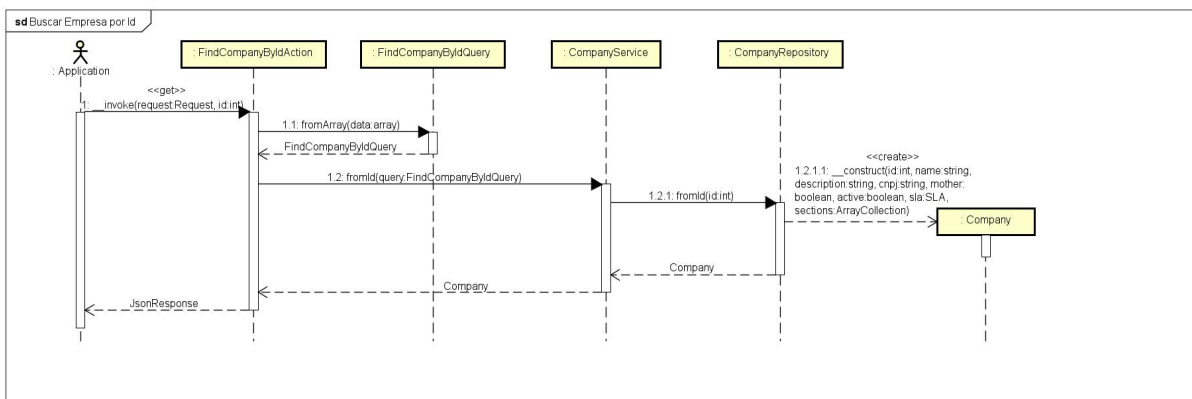 sd Buscar Empresa por Id
: Application
: FindCompanyByIdAction
: FindCompanyByIdQuery
: CompanyService
: CompanyRepository
<<get>>
1: __invoke(request:Request, id:int)
1.1: fromArray(data:array)
FindCompanyByIdQuery
1.2: fromId(query:FindCompanyByIdQuery)
1.2.1: fromId(id:int)
<<create>>
1.2.1.1: __construct(id:int, name:string,
description:string, cnpj:string, mother:
boolean, active:boolean, sla:SLA,
sections:ArrayCollection)
: Company
Company
Company
JsonResponse